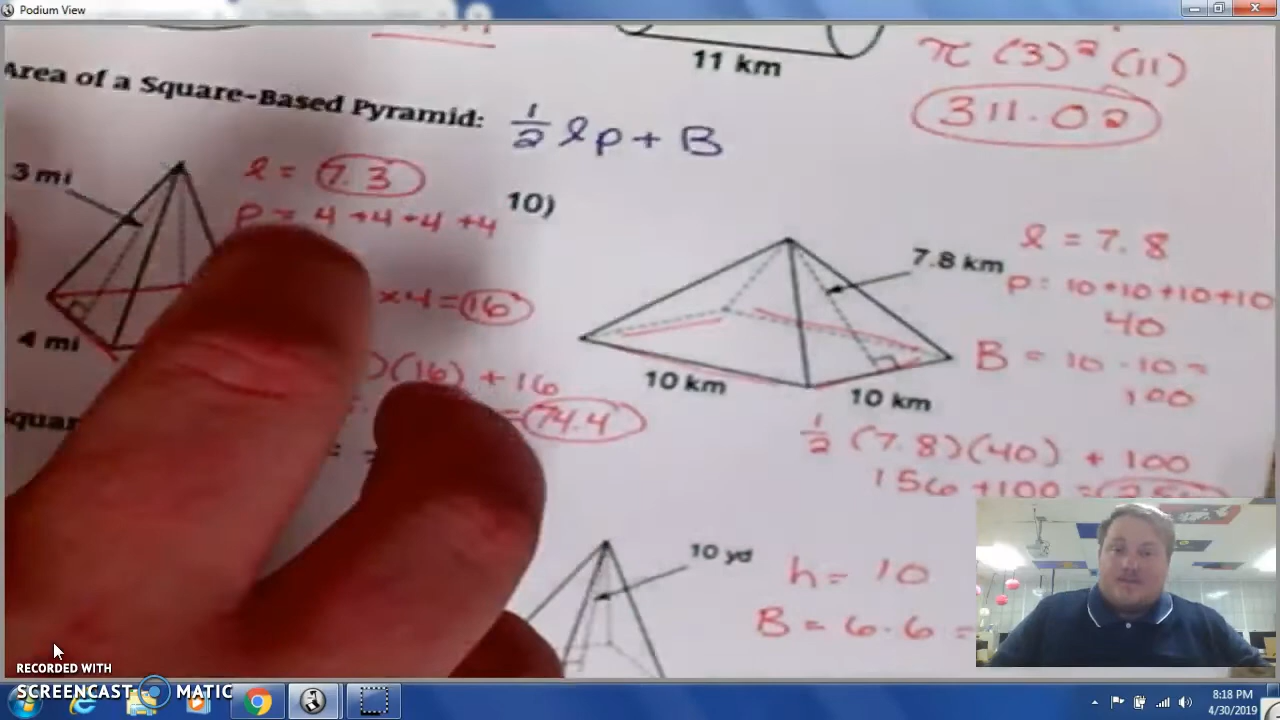 Podium View
11 km
π (3)² (11)
311.02
Area of a Square-Based Pyramid: 1/2 lp + B
3 mi
l = 7.3
P = 4 + 4 + 4 + 4
x4 = 16
4 mi
)(16) + 16
= 74.4
10)
7.8 km
10 km
10 km
l = 7.8
P = 10+10+10+10
40
B = 10 · 10 =
100
1/2 (7.8)(40) + 100
156 + 100 =
10 yd
h = 10
B = 6 · 6 =
RECORDED WITH
SCREENCAST MATIC
8:18 PM
4/30/2019